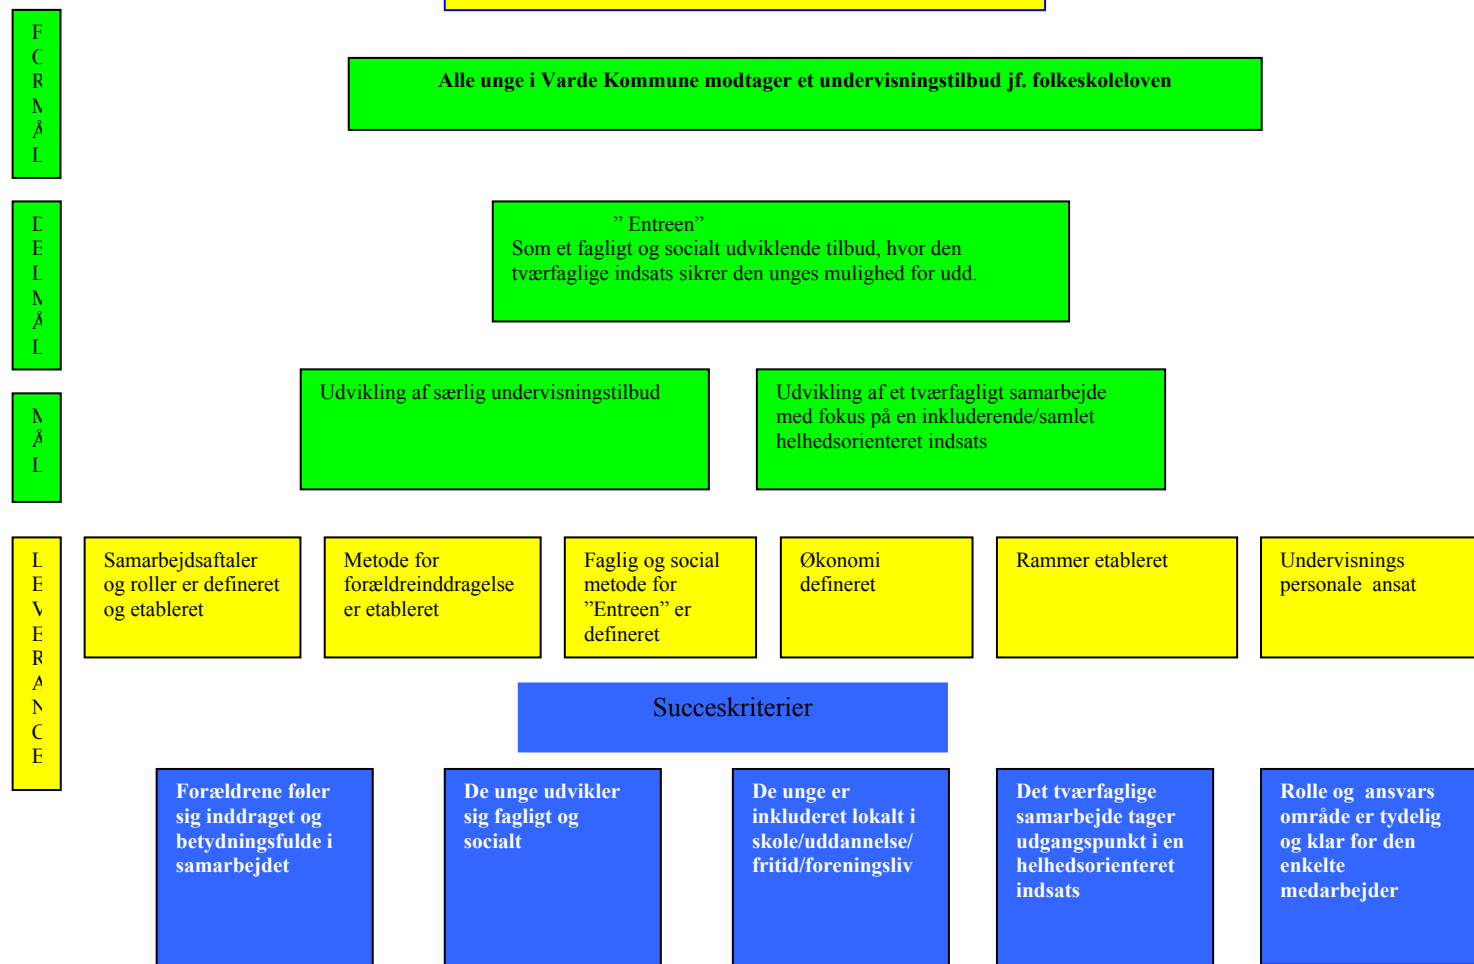 F
O
R
M
Å
L
Alle unge i Varde Kommune modtager et undervisningstilbud jf. folkeskoleloven
D
E
L
M
Å
L
” Entreen”
Som et fagligt og socialt udviklende tilbud, hvor den
tværfaglige indsats sikrer den unges mulighed for udd.
M
Å
L
Udvikling af særlig undervisningstilbud
Udvikling af et tværfagligt samarbejde
med fokus på en inkluderende/samlet
helhedsorienteret indsats
L
E
V
E
R
A
N
C
E
Samarbejdsaftaler
og roller er defineret
og etableret
Metode for
forældreinddragelse
er etableret
Faglig og social
metode for
”Entreen” er
defineret
Økonomi
defineret
Rammer etableret
Undervisnings
personale  ansat
Succeskriterier
Forældrene føler
sig inddraget og
betydningsfulde i
samarbejdet
De unge udvikler
sig fagligt og
socialt
De unge er
inkluderet lokalt i
skole/uddannelse/
fritid/foreningsliv
Det tværfaglige
samarbejde tager
udgangspunkt i en
helhedsorienteret
indsats
Rolle og  ansvars
område er tydelig
og klar for den
enkelte
medarbejder